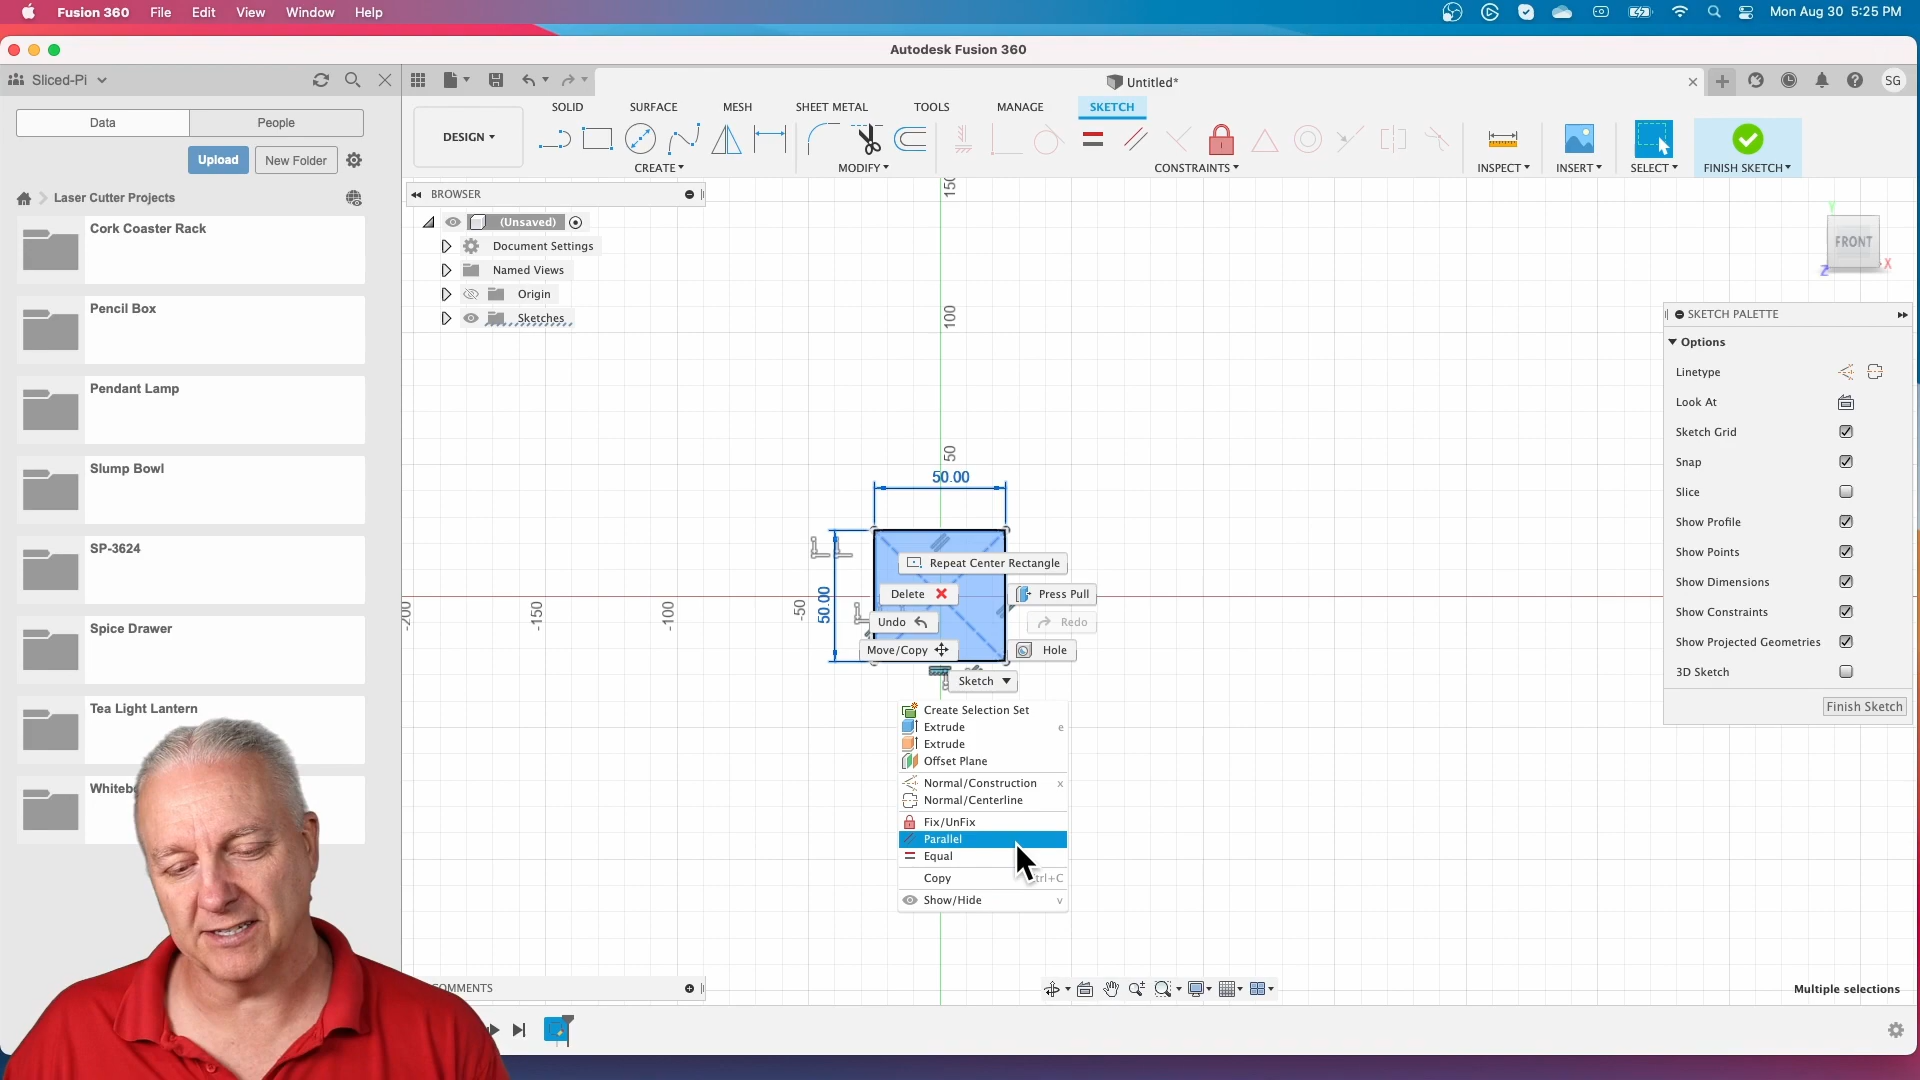 Fusion 360 File Edit View Window Help
Mon Aug 30 5:25 PM
Autodesk Fusion 360
Sliced-Pi
Untitled*
SG
Data People
Upload New Folder
Laser Cutter Projects
Cork Coaster Rack
Pencil Box
Pendant Lamp
Slump Bowl
SP-3624
Spice Drawer
Tea Light Lantern
SOLID SURFACE MESH SHEET METAL TOOLS MANAGE SKETCH
DESIGN
CREATE MODIFY CONSTRAINTS INSPECT INSERT SELECT FINISH SKETCH
BROWSER
(Unsaved)
Document Settings
Named Views
Origin
Sketches
150
100
50
50.00
50.00
-50
-100
-150
-200
FRONT
X
Y
Z
Repeat Center Rectangle
Delete
Press Pull
Undo
Redo
Move/Copy
Hole
Sketch
Create Selection Set
Extrude e
Extrude
Offset Plane
Normal/Construction x
Normal/Centerline
Fix/UnFix
Parallel
Equal
Copy
Show/Hide v
SKETCH PALETTE
Options
Linetype
Look At
Sketch Grid
Snap
Slice
Show Profile
Show Points
Show Dimensions
Show Constraints
Show Projected Geometries
3D Sketch
Finish Sketch
Multiple selections